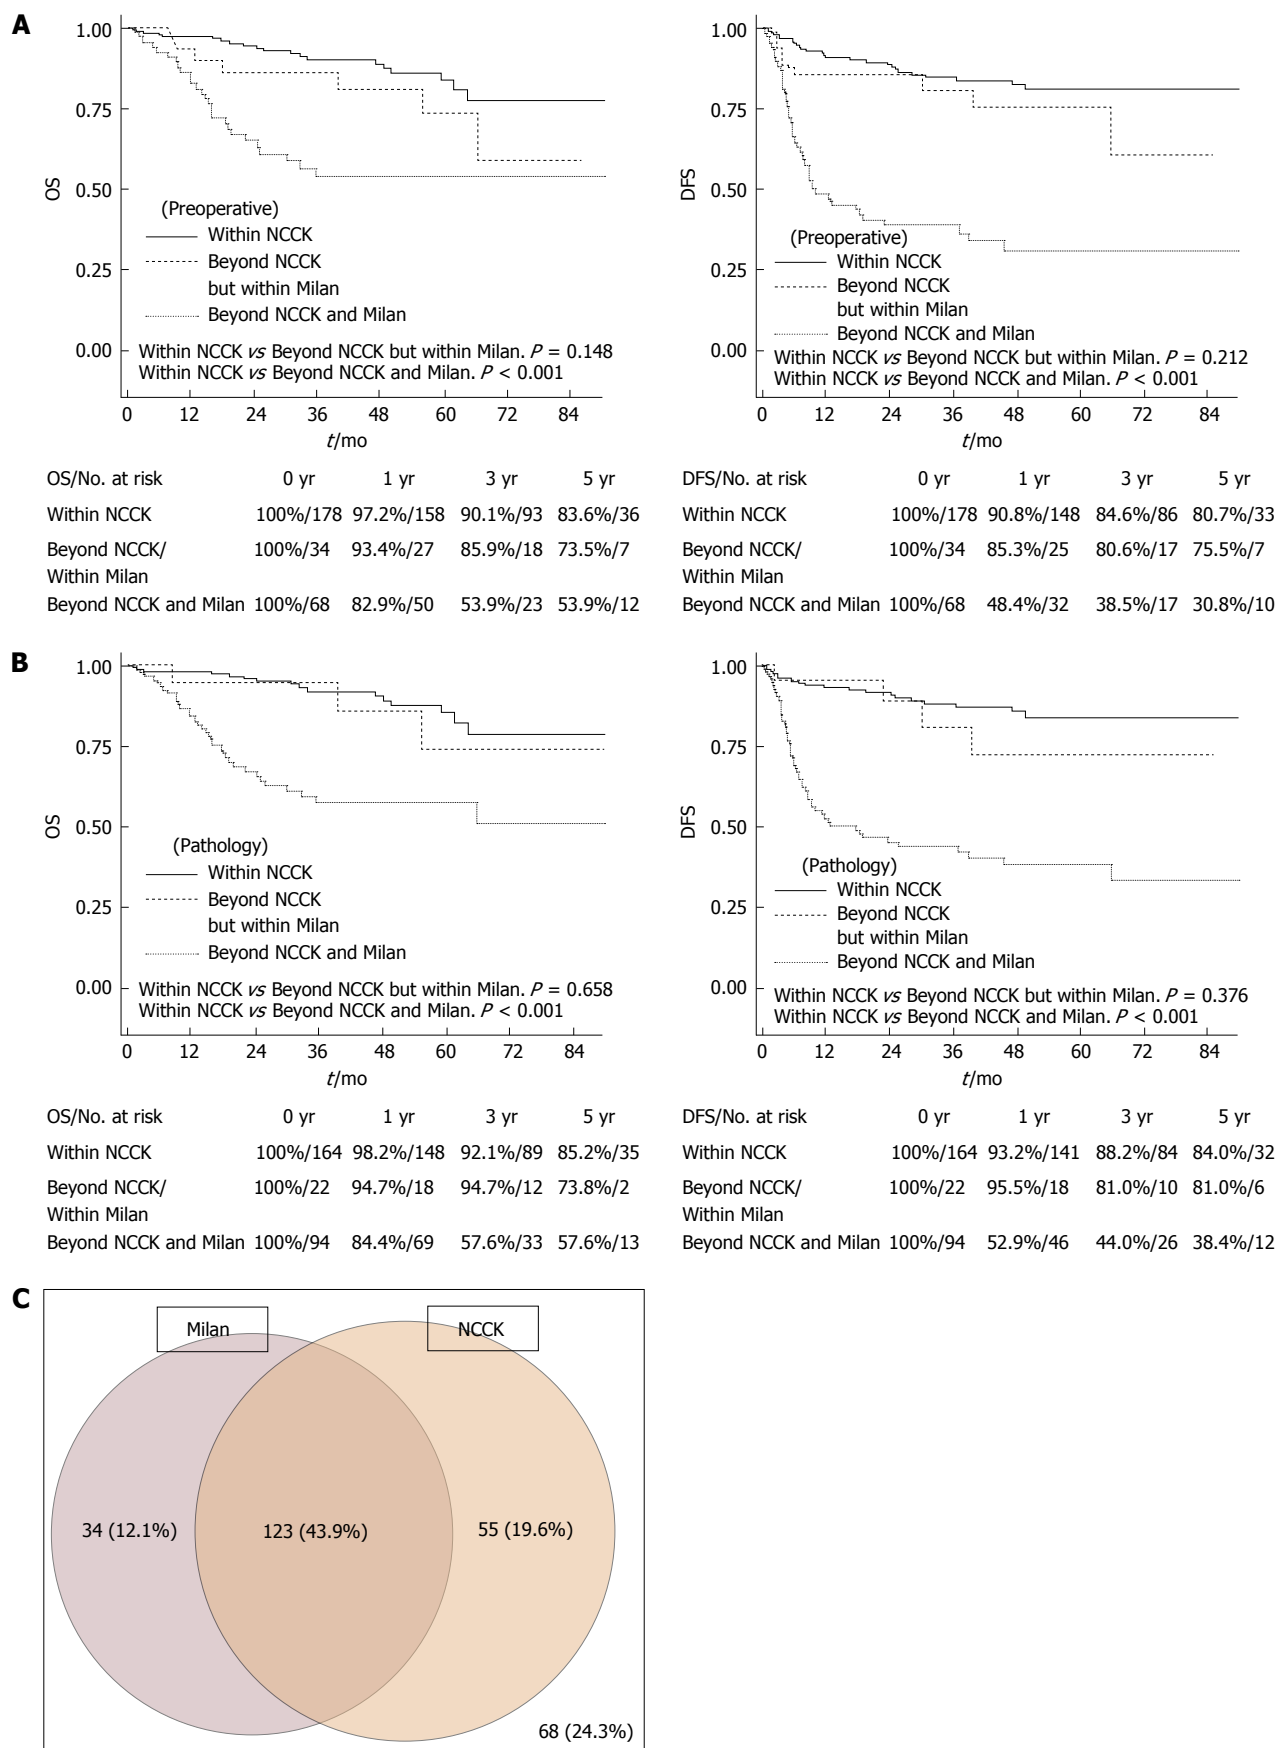 A
1.00
0.75
0.50
0.25
0.00
OS
(Preoperative)
Within NCCK
Beyond NCCK
but within Milan
Beyond NCCK and Milan
Within NCCK vs Beyond NCCK but within Milan. P = 0.148
Within NCCK vs Beyond NCCK and Milan. P < 0.001
0 12 24 36 48 60 72 84
t/mo
OS/No. at risk 0 yr 1 yr 3 yr 5 yr
Within NCCK 100%/178 97.2%/158 90.1%/93 83.6%/36
Beyond NCCK/ 100%/34 93.4%/27 85.9%/18 73.5%/7
Within Milan
Beyond NCCK and Milan 100%/68 82.9%/50 53.9%/23 53.9%/12
1.00
0.75
0.50
0.25
0.00
DFS
(Preoperative)
Within NCCK
Beyond NCCK
but within Milan
Beyond NCCK and Milan
Within NCCK vs Beyond NCCK but within Milan. P = 0.212
Within NCCK vs Beyond NCCK and Milan. P < 0.001
0 12 24 36 48 60 72 84
t/mo
DFS/No. at risk 0 yr 1 yr 3 yr 5 yr
Within NCCK 100%/178 90.8%/148 84.6%/86 80.7%/33
Beyond NCCK/ 100%/34 85.3%/25 80.6%/17 75.5%/7
Within Milan
Beyond NCCK and Milan 100%/68 48.4%/32 38.5%/17 30.8%/10
B
1.00
0.75
0.50
0.25
0.00
OS
(Pathology)
Within NCCK
Beyond NCCK
but within Milan
Beyond NCCK and Milan
Within NCCK vs Beyond NCCK but within Milan. P = 0.658
Within NCCK vs Beyond NCCK and Milan. P < 0.001
0 12 24 36 48 60 72 84
t/mo
OS/No. at risk 0 yr 1 yr 3 yr 5 yr
Within NCCK 100%/164 98.2%/148 92.1%/89 85.2%/35
Beyond NCCK/ 100%/22 94.7%/18 94.7%/12 73.8%/2
Within Milan
Beyond NCCK and Milan 100%/94 84.4%/69 57.6%/33 57.6%/13
1.00
0.75
0.50
0.25
0.00
DFS
(Pathology)
Within NCCK
Beyond NCCK
but within Milan
Beyond NCCK and Milan
Within NCCK vs Beyond NCCK but within Milan. P = 0.376
Within NCCK vs Beyond NCCK and Milan. P < 0.001
0 12 24 36 48 60 72 84
t/mo
DFS/No. at risk 0 yr 1 yr 3 yr 5 yr
Within NCCK 100%/164 93.2%/141 88.2%/84 84.0%/32
Beyond NCCK/ 100%/22 95.5%/18 81.0%/10 81.0%/6
Within Milan
Beyond NCCK and Milan 100%/94 52.9%/46 44.0%/26 38.4%/12
C
Milan NCCK
34 (12.1%) 123 (43.9%) 55 (19.6%)
68 (24.3%)